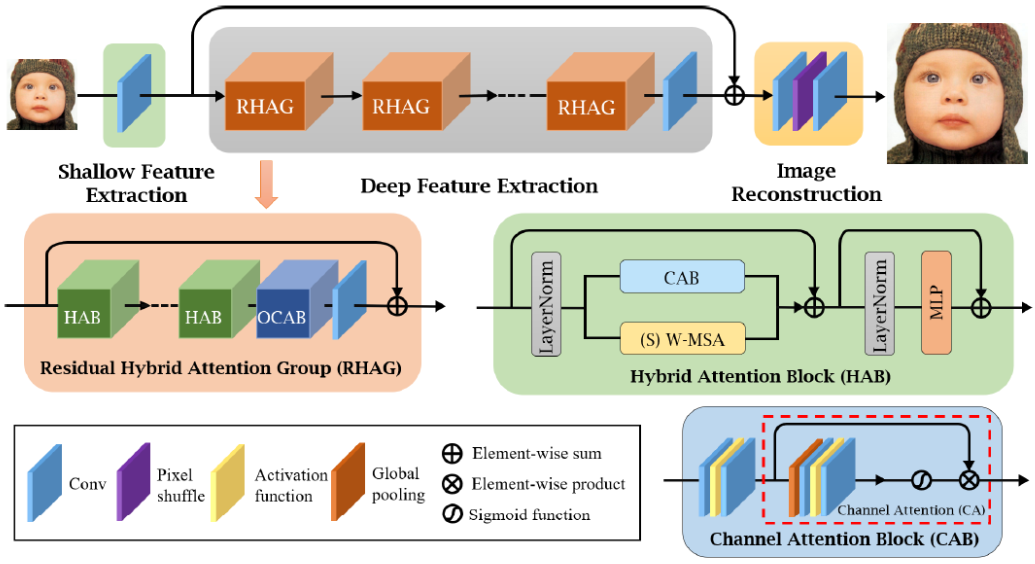 RHAG
RHAG
RHAG
Shallow Feature
Extraction
Deep Feature Extraction
Image
Reconstruction
HAB
HAB
OCAB
Residual Hybrid Attention Group (RHAG)
LayerNorm
CAB
(S) W-MSA
LayerNorm
MLP
Hybrid Attention Block (HAB)
Conv
Pixel
shuffle
Activation
function
Global
pooling
Element-wise sum
Element-wise product
Sigmoid function
Channel Attention (CA)
Channel Attention Block (CAB)